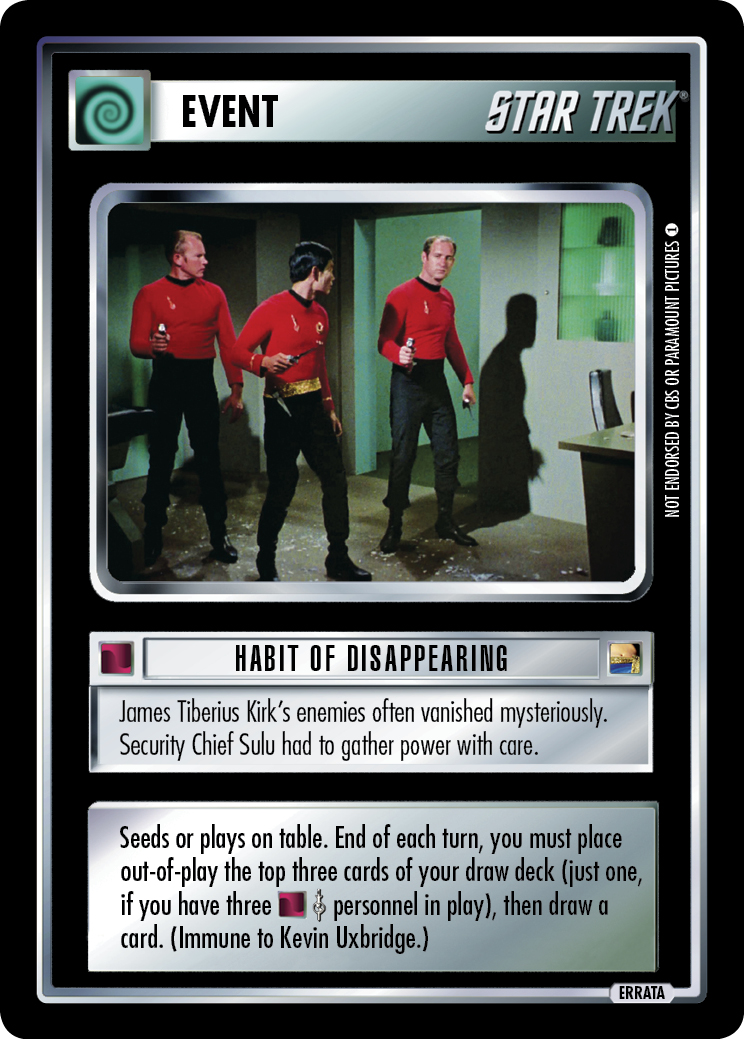 EVENT
STAR TREK®
NOT ENDORSED BY CBS OR PARAMOUNT PICTURES 1
HABIT OF DISAPPEARING
James Tiberius Kirk's enemies often vanished mysteriously.
Security Chief Sulu had to gather power with care.
Seeds or plays on table. End of each turn, you must place
out-of-play the top three cards of your draw deck (just one,
if you have three personnel in play), then draw a
card. (Immune to Kevin Uxbridge.)
ERRATA